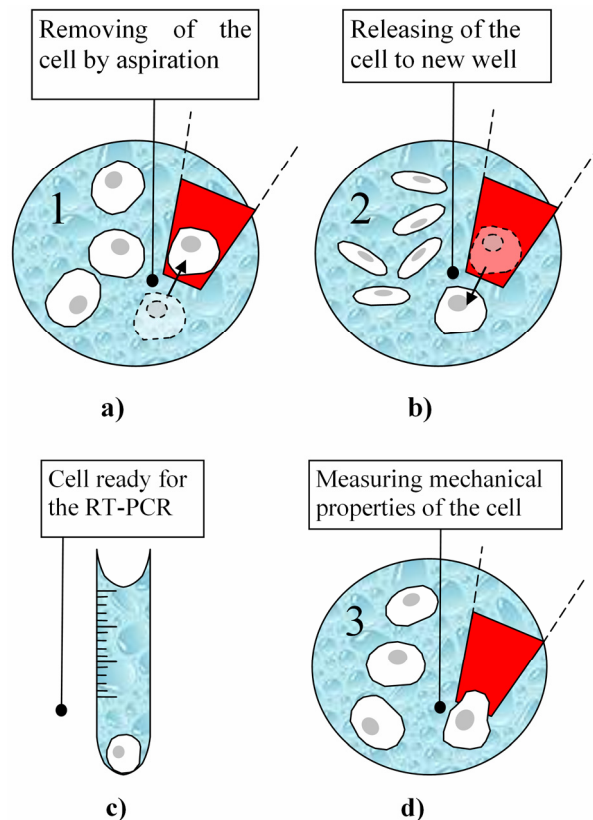 Removing of the
cell by aspiration
Releasing of the
cell to new well
1
2
a)
b)
Cell ready for
the RT-PCR
Measuring mechanical
properties of the cell
3
c)
d)